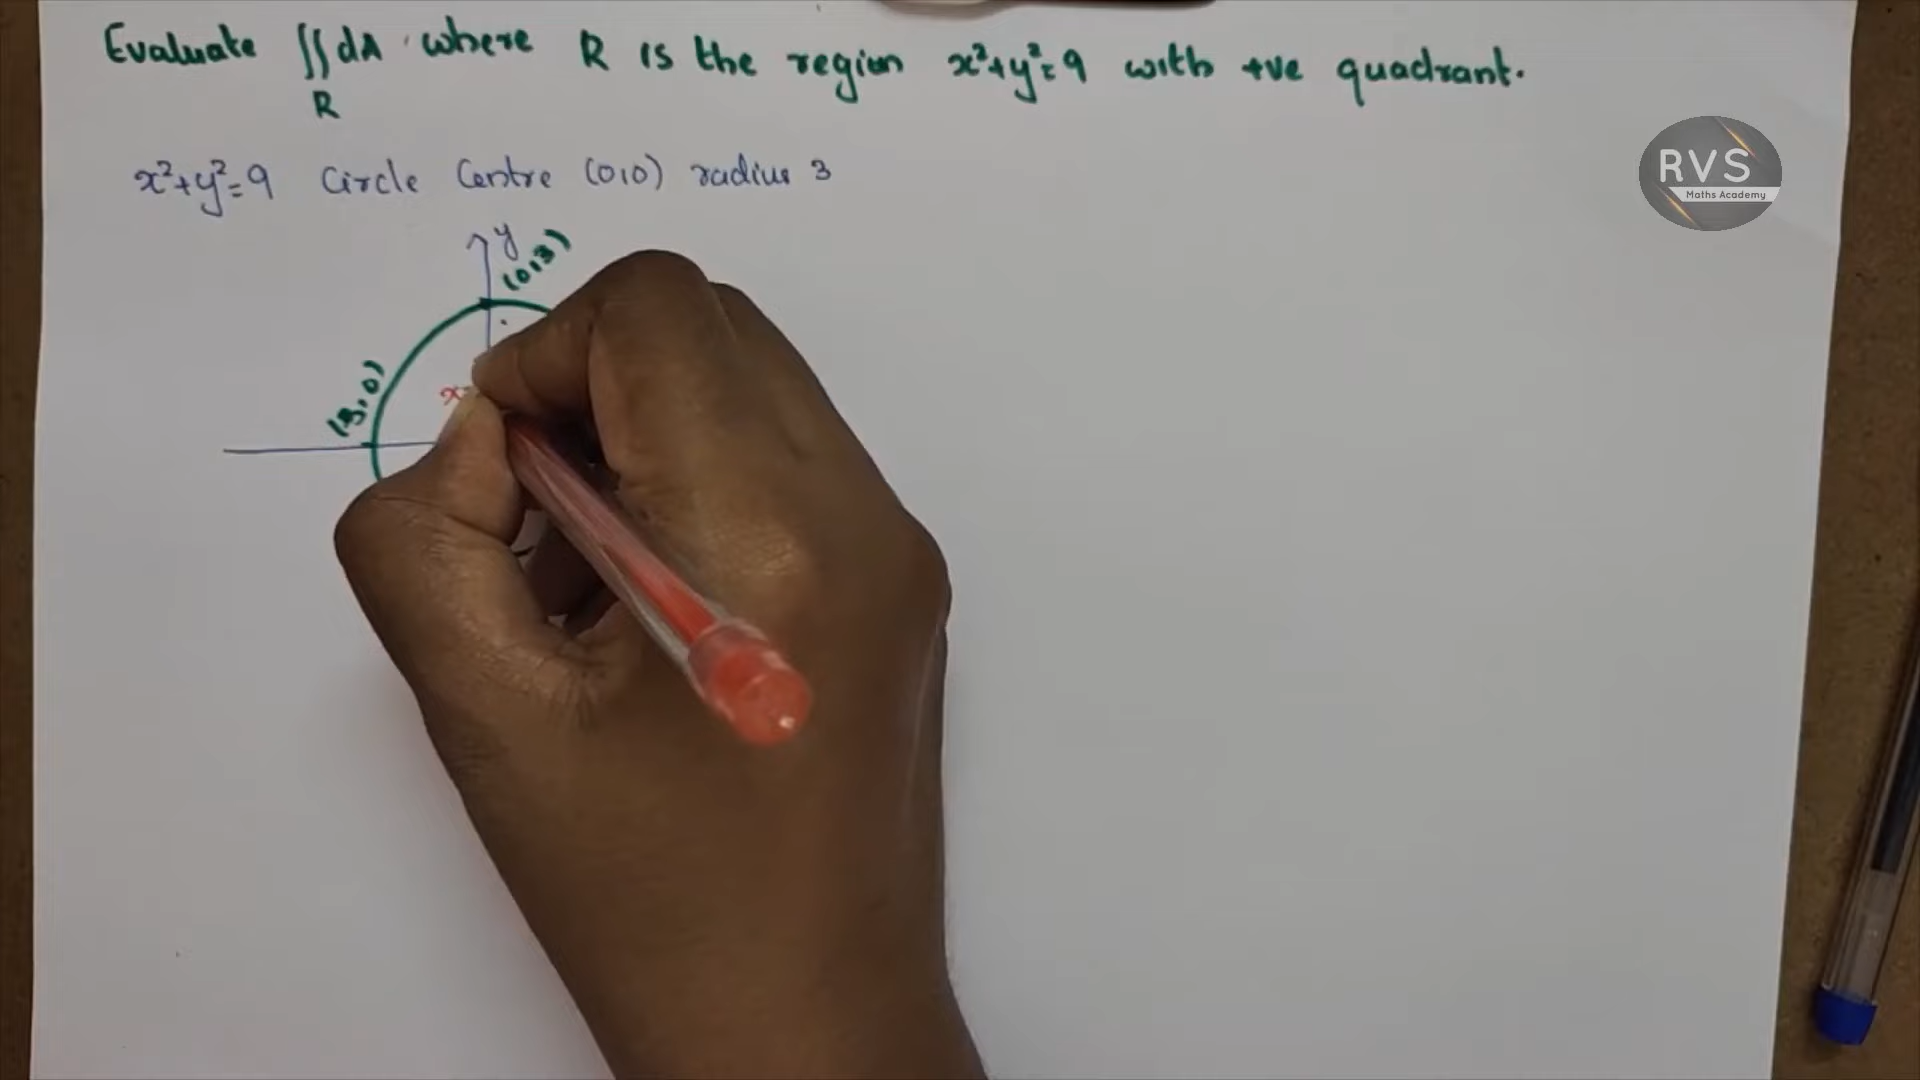 Evaluate ∬ dA where R is the region x²+y²=9 with +ve quadrant.
R
x²+y²=9 Circle Centre (0,0) radius 3
y
(0,3)
(3,0)
x
RVS
Maths Academy